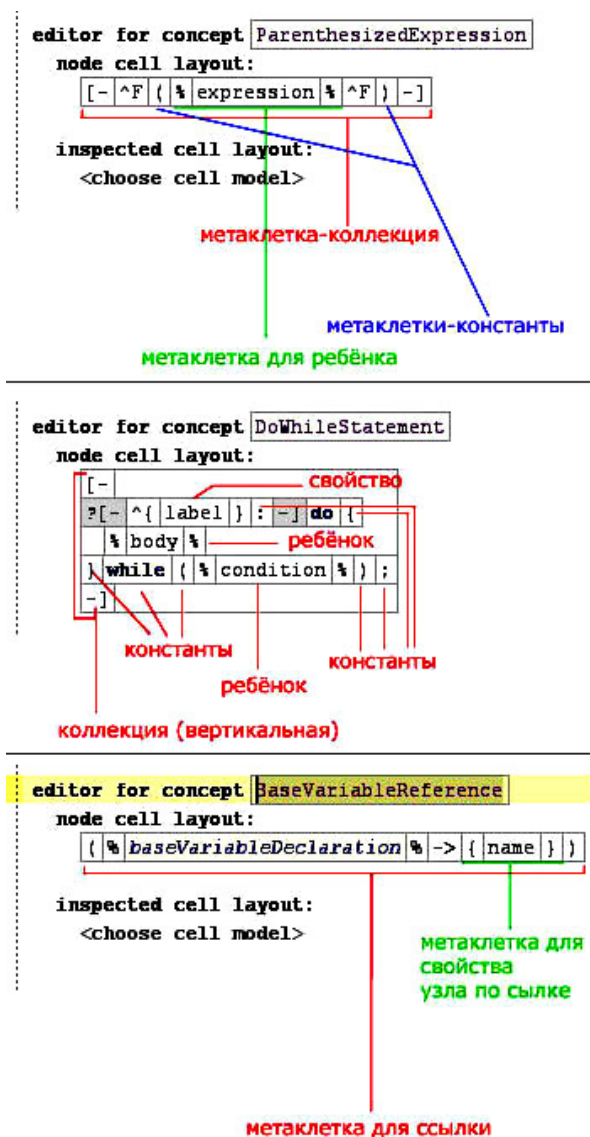 editor for concept ParenthesizedExpression
node cell layout:
[- ^F ( % expression % ^F ) -]
inspected cell layout:
<choose cell model>
метаклетка-коллекция
метаклетки-константы
метаклетка для ребёнка
editor for concept DoWhileStatement
node cell layout:
[-
свойство
?[- ^{ label } : -] do {
% body %
ребёнок
} while ( % condition % ) ;
-]
константы
константы
ребёнок
коллекция (вертикальная)
editor for concept BaseVariableReference
node cell layout:
( % baseVariableDeclaration % -> { name } )
inspected cell layout:
<choose cell model>
метаклетка для
свойства
узла по сылке
метаклетка для ссылки